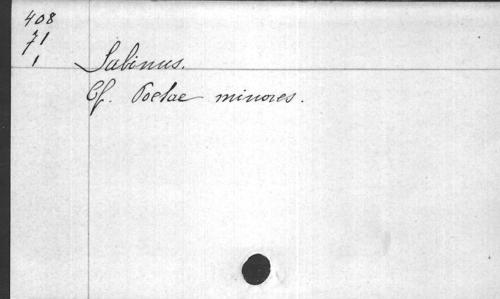 408
71
1
Sabinus.
Cf. Poetae minores.